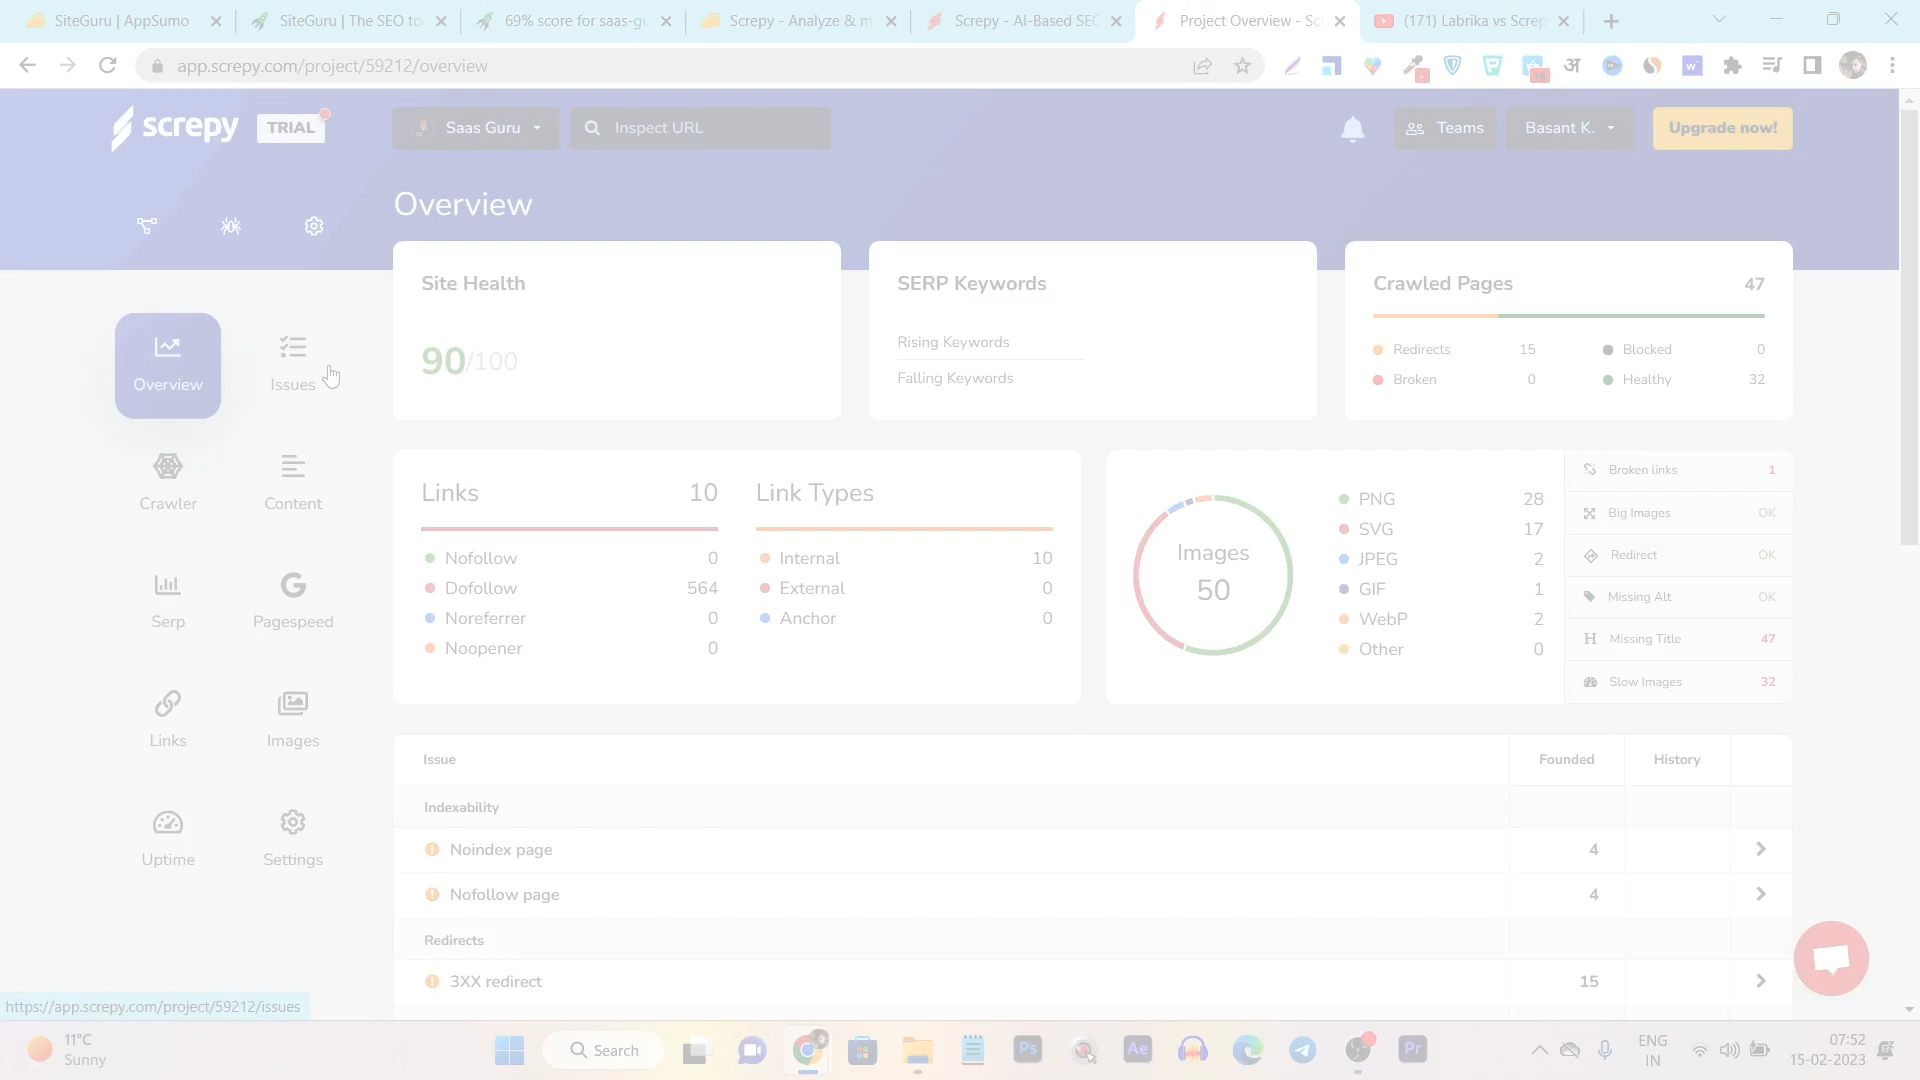 SiteGuru | AppSumo
SiteGuru | The SEO to
69% score for saas-gu
Screpy - Analyze & m
Screpy - AI-Based SEO
Project Overview - Sc
(171) Labrika vs Screp
app.screpy.com/project/59212/overview
screpy
TRIAL
Saas Guru
Inspect URL
Teams
Basant K.
Upgrade now!
Overview
Overview
Issues
Crawler
Content
Serp
Pagespeed
Links
Images
Uptime
Settings
Site Health
90/100
SERP Keywords
Rising Keywords
Falling Keywords
Crawled Pages 47
Redirects 15 Blocked 0
Broken 0 Healthy 32
Links 10
Nofollow 0
Dofollow 564
Noreferrer 0
Noopener 0
Link Types
Internal 10
External 0
Anchor 0
Images
50
PNG 28
SVG 17
JPEG 2
GIF 1
WebP 2
Other 0
Broken links 1
Big Images OK
Redirect OK
Missing Alt OK
Missing Title 47
Slow Images 32
Issue Founded History
Indexability
Noindex page 4
Nofollow page 4
Redirects
3XX redirect 15
https://app.screpy.com/project/59212/issues
11°C
Sunny
Search
Ps
Ae
Pr
ENG
IN
07:52
15-02-2023